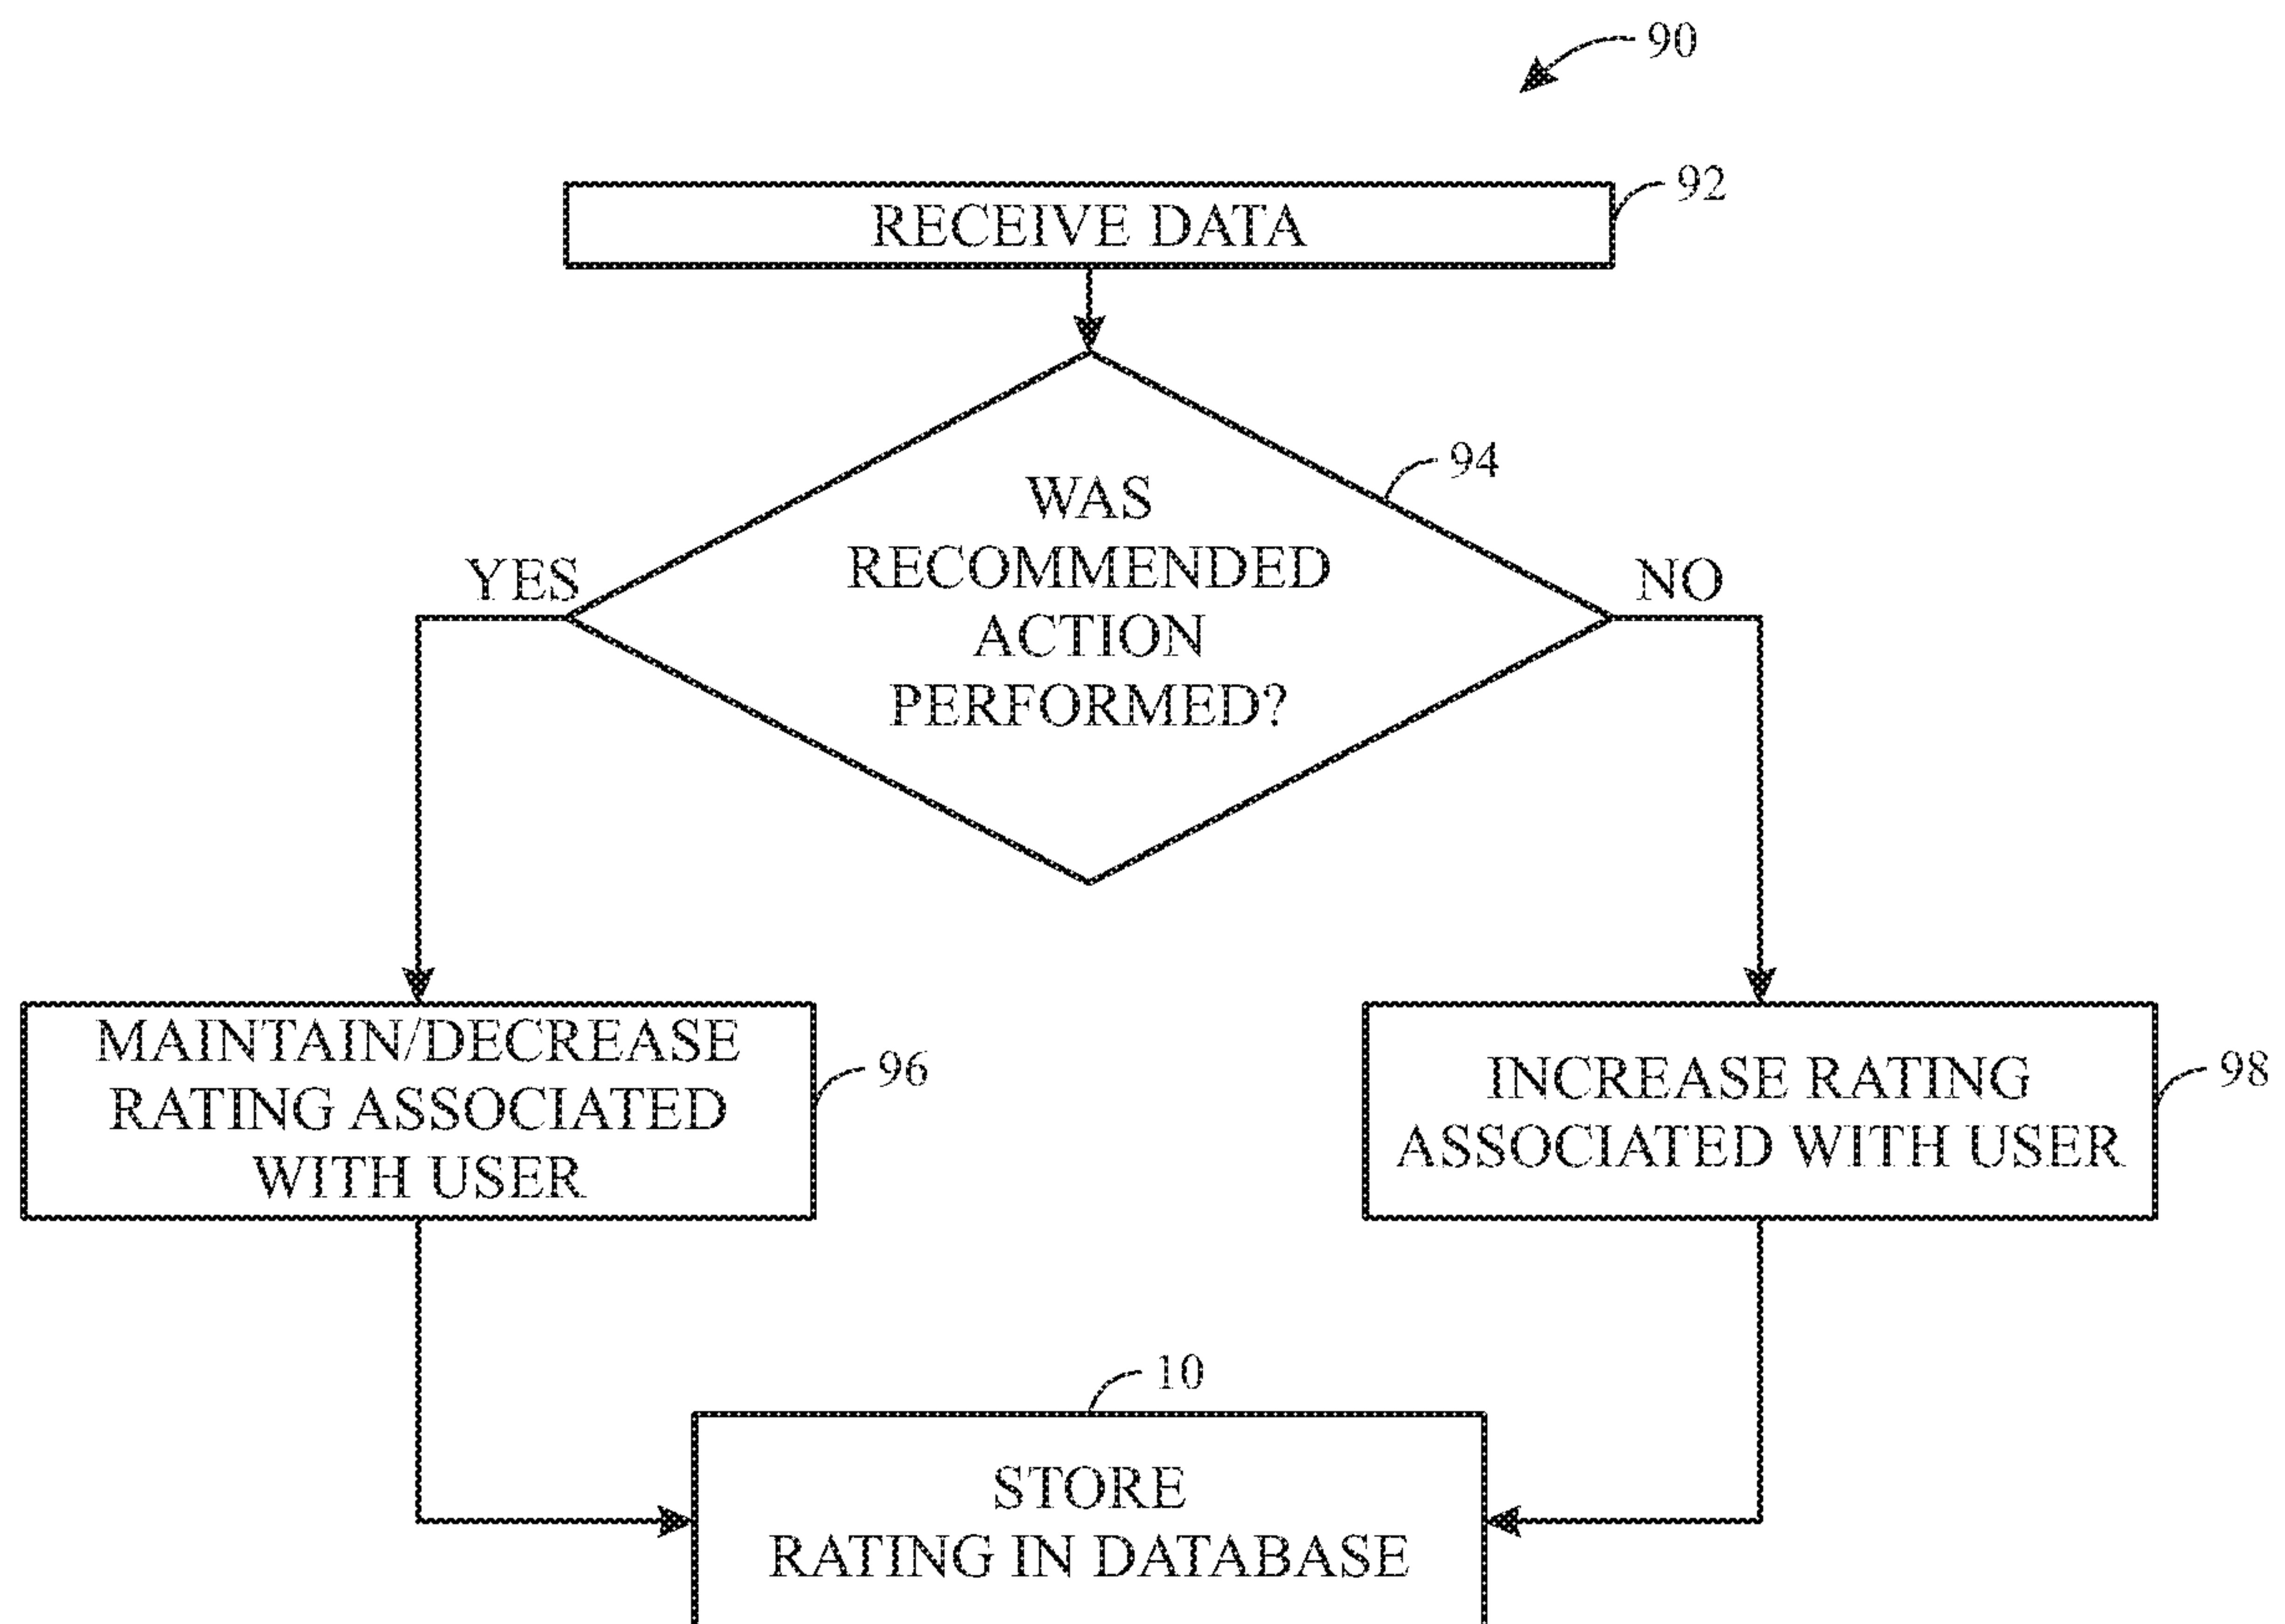 90
RECEIVE DATA
92
WAS
RECOMMENDED
ACTION
PERFORMED?
94
YES
NO
MAINTAIN/DECREASE
RATING ASSOCIATED
WITH USER
96
INCREASE RATING
ASSOCIATED WITH USER
98
10
STORE
RATING IN DATABASE